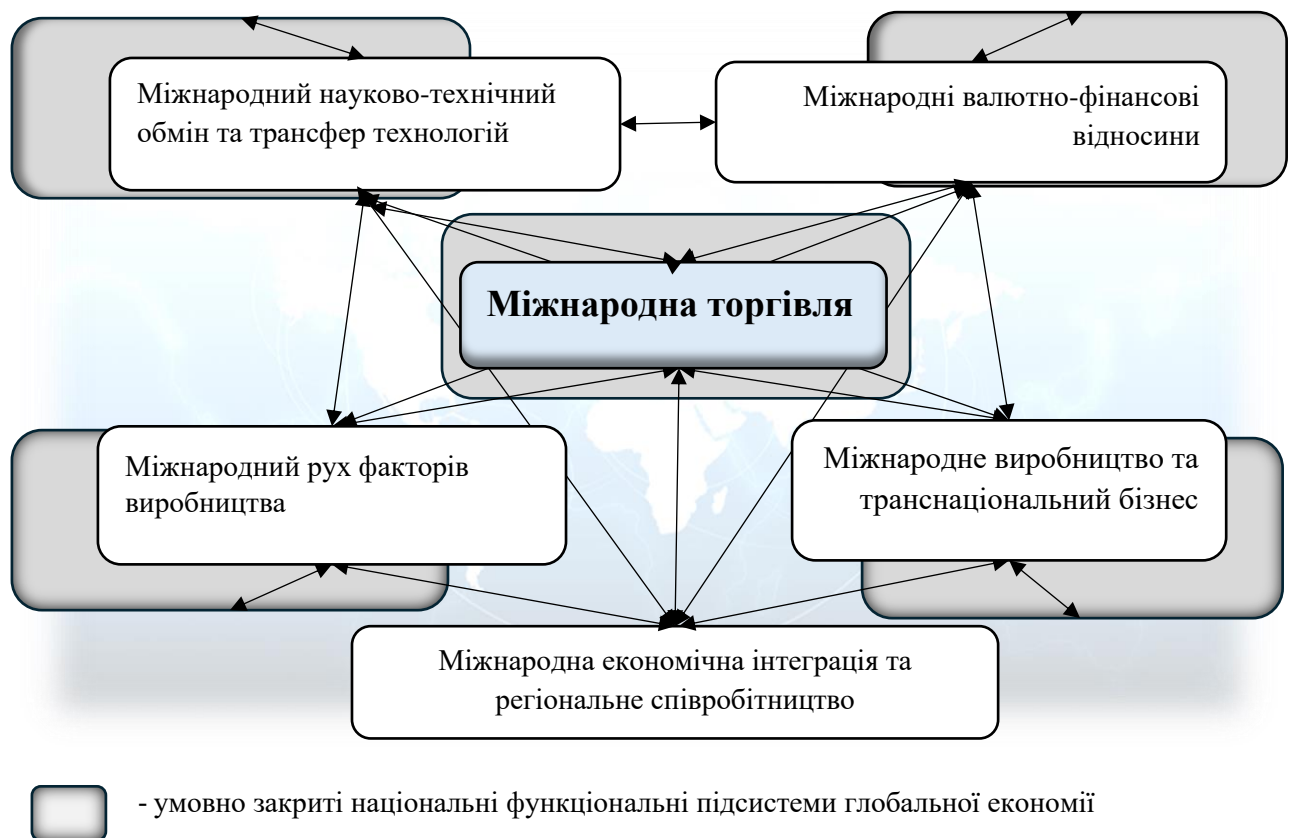 Міжнародний науково-технічний
обмін та трансфер технологій
Міжнародні валютно-фінансові
відносини
Міжнародна торгівля
Міжнародний рух факторів
виробництва
Міжнародне виробництво та
транснаціональний бізнес
Міжнародна економічна інтеграція та
регіональне співробітництво
- умовно закриті національні функціональні підсистеми глобальної економії